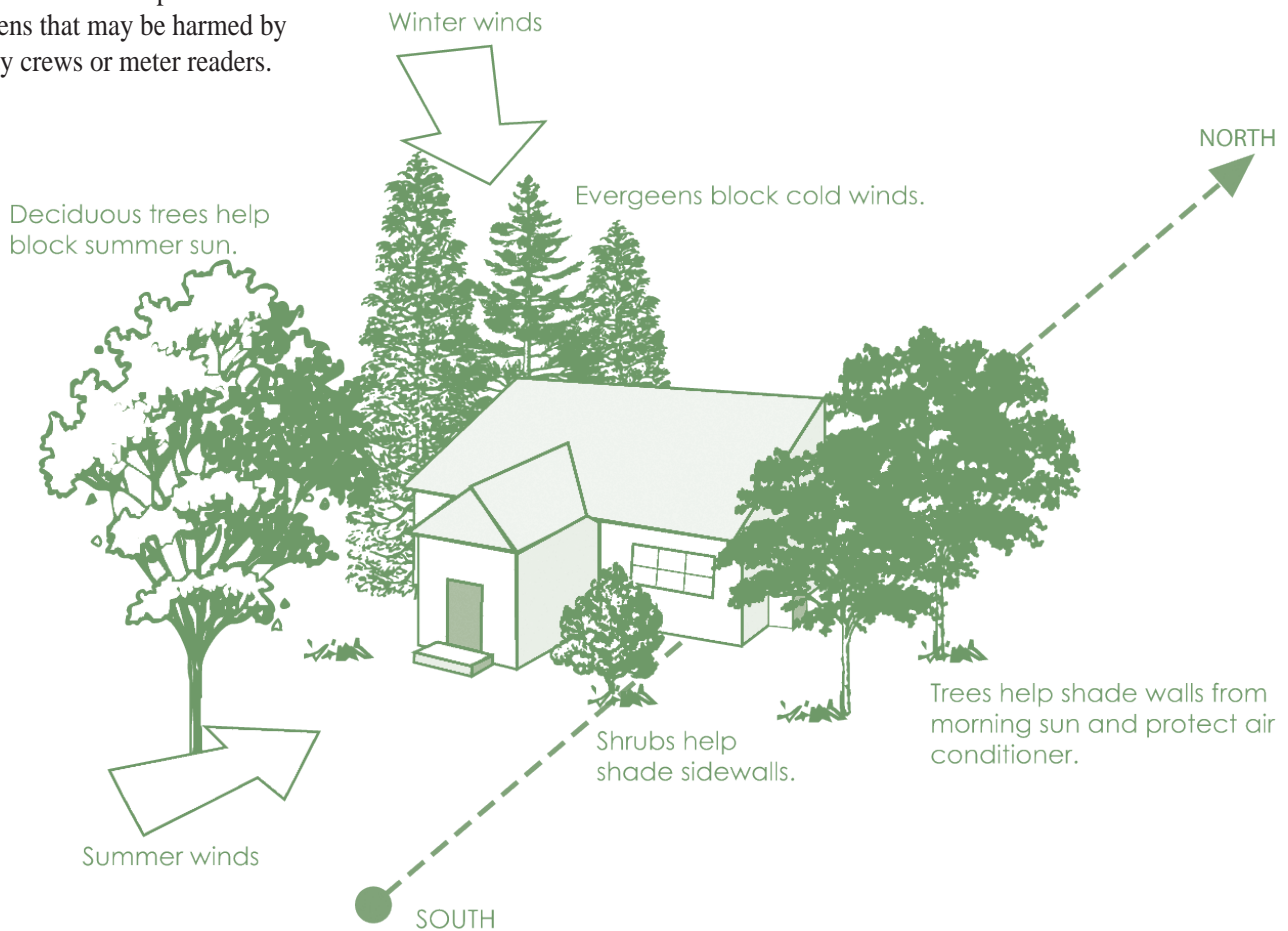 ens that may be harmed by
y crews or meter readers.
Winter winds
NORTH
Evergeens block cold winds.
Deciduous trees help
block summer sun.
Trees help shade walls from
morning sun and protect air
conditioner.
Shrubs help
shade sidewalls.
Summer winds
SOUTH